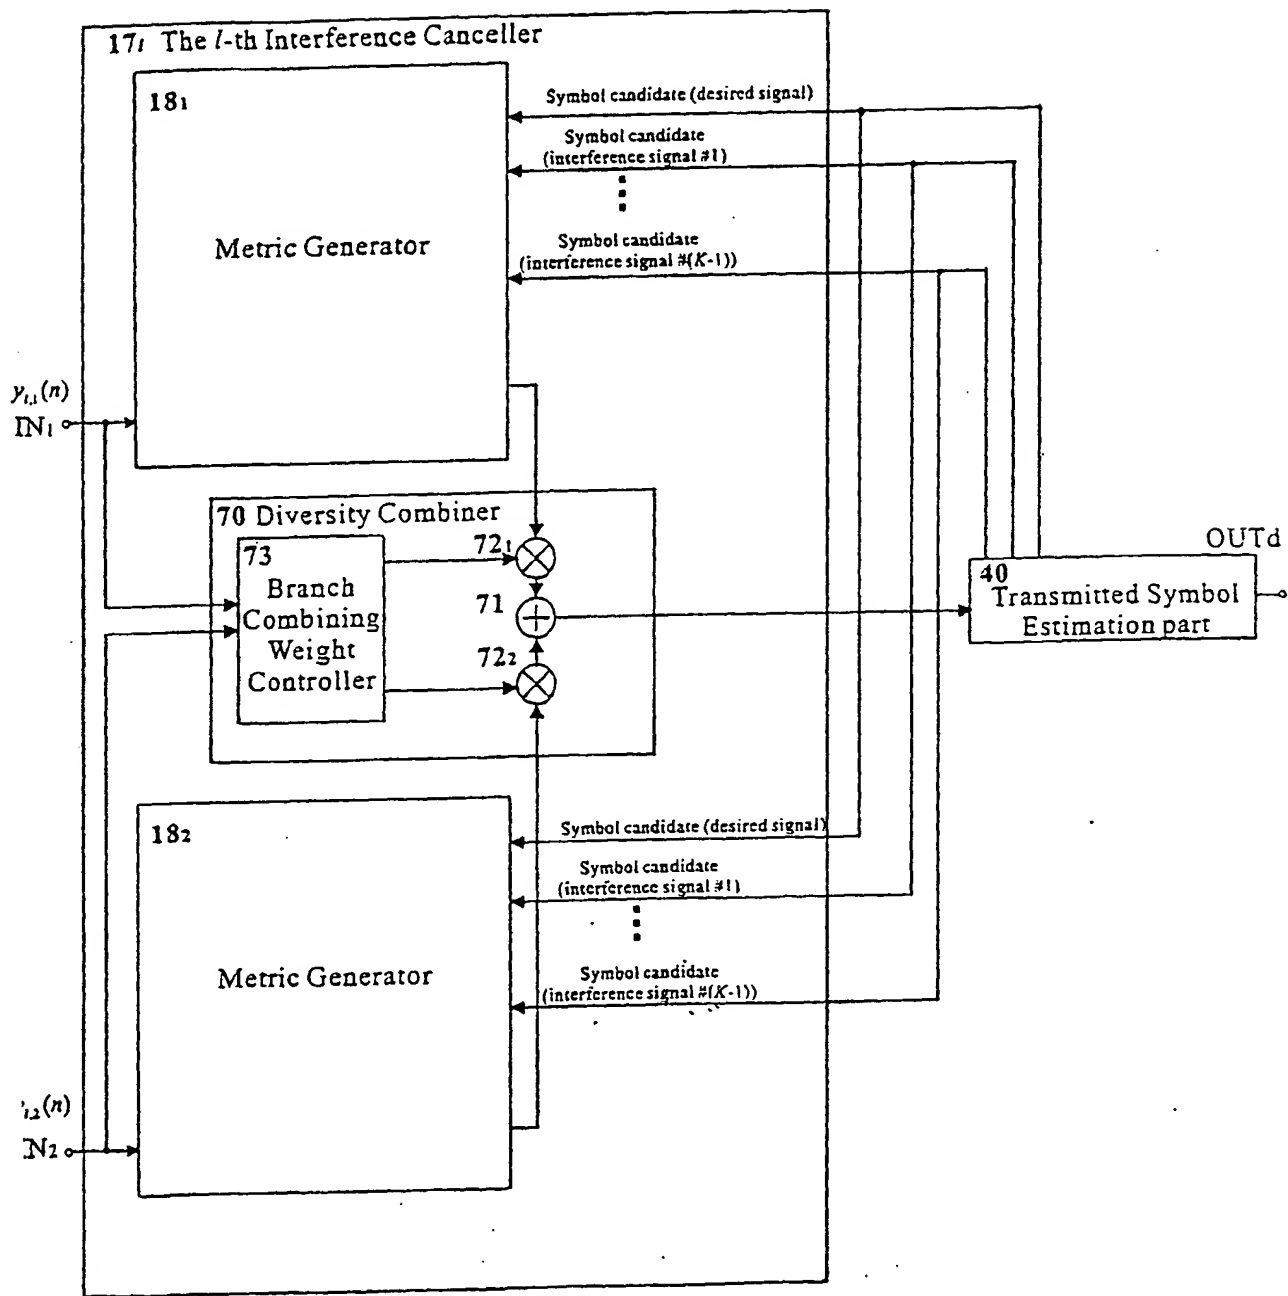 17l The l-th Interference Canceller
181
Metric Generator
Symbol candidate (desired signal)
Symbol candidate
(interference signal #1)
Symbol candidate
(interference signal #(K-1))
yl,1(n)
IN1
70 Diversity Combiner
73
Branch
Combining
Weight
Controller
721
71
722
OUTd
40
Transmitted Symbol
Estimation part
182
Metric Generator
Symbol candidate (desired signal)
Symbol candidate
(interference signal #1)
Symbol candidate
(interference signal #(K-1))
l,2(n)
IN2